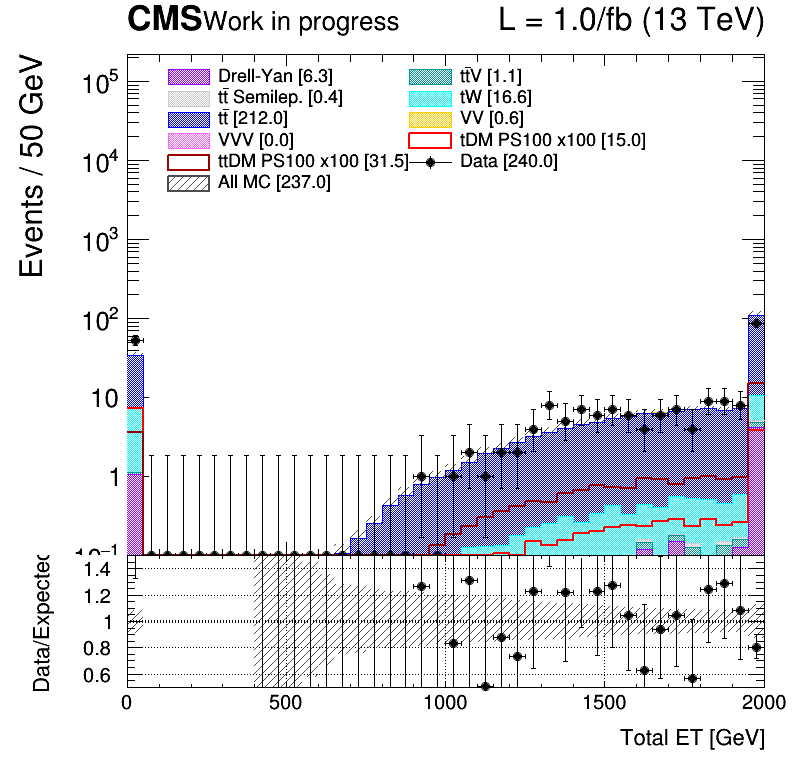 CMS Work in progress L = 1.0/fb (13 TeV)
Events / 50 GeV
Drell-Yan [6.3] tt̄V [1.1]
tt̄ Semilep. [0.4] tW [16.6]
tt̄ [212.0] VV [0.6]
VVV [0.0] tDM PS100 x100 [15.0]
ttDM PS100 x100 [31.5] Data [240.0]
All MC [237.0]
10⁵
10⁴
10³
10²
10
1
10⁻¹
Data/Expected
1.4
1.2
1
0.8
0.6
0 500 1000 1500 2000
Total ET [GeV]